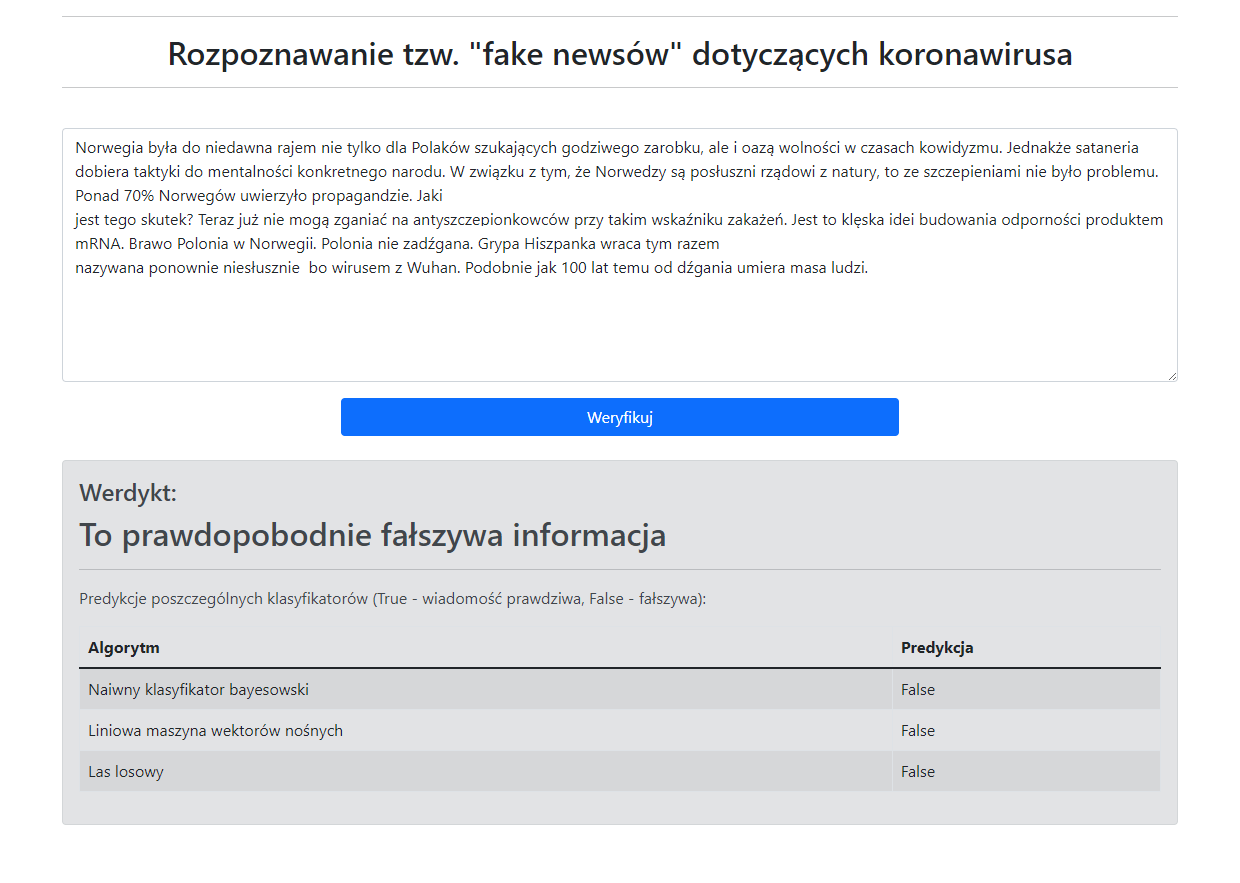 Rozpoznawanie tzw. "fake newsów" dotyczących koronawirusa
Norwegia była do niedawna rajem nie tylko dla Polaków szukających godziwego zarobku, ale i oazą wolności w czasach kowidyzmu. Jednakże sataneria
dobiera taktyki do mentalności konkretnego narodu. W związku z tym, że Norwedzy są posłuszni rządowi z natury, to ze szczepieniami nie było problemu.
Ponad 70% Norwegów uwierzyło propagandzie. Jaki
jest tego skutek? Teraz już nie mogą zganiać na antyszczepionkowców przy takim wskaźniku zakażeń. Jest to klęska idei budowania odporności produktem
mRNA. Brawo Polonia w Norwegii. Polonia nie zadźgana. Grypa Hiszpanka wraca tym razem
nazywana ponownie niesłusznie  bo wirusem z Wuhan. Podobnie jak 100 lat temu od dźgania umiera masa ludzi.
Weryfikuj
Werdykt:
To prawdopobodnie fałszywa informacja
Predykcje poszczególnych klasyfikatorów (True - wiadomość prawdziwa, False - fałszywa):
Algorytm Predykcja
Naiwny klasyfikator bayesowski False
Liniowa maszyna wektorów nośnych False
Las losowy False